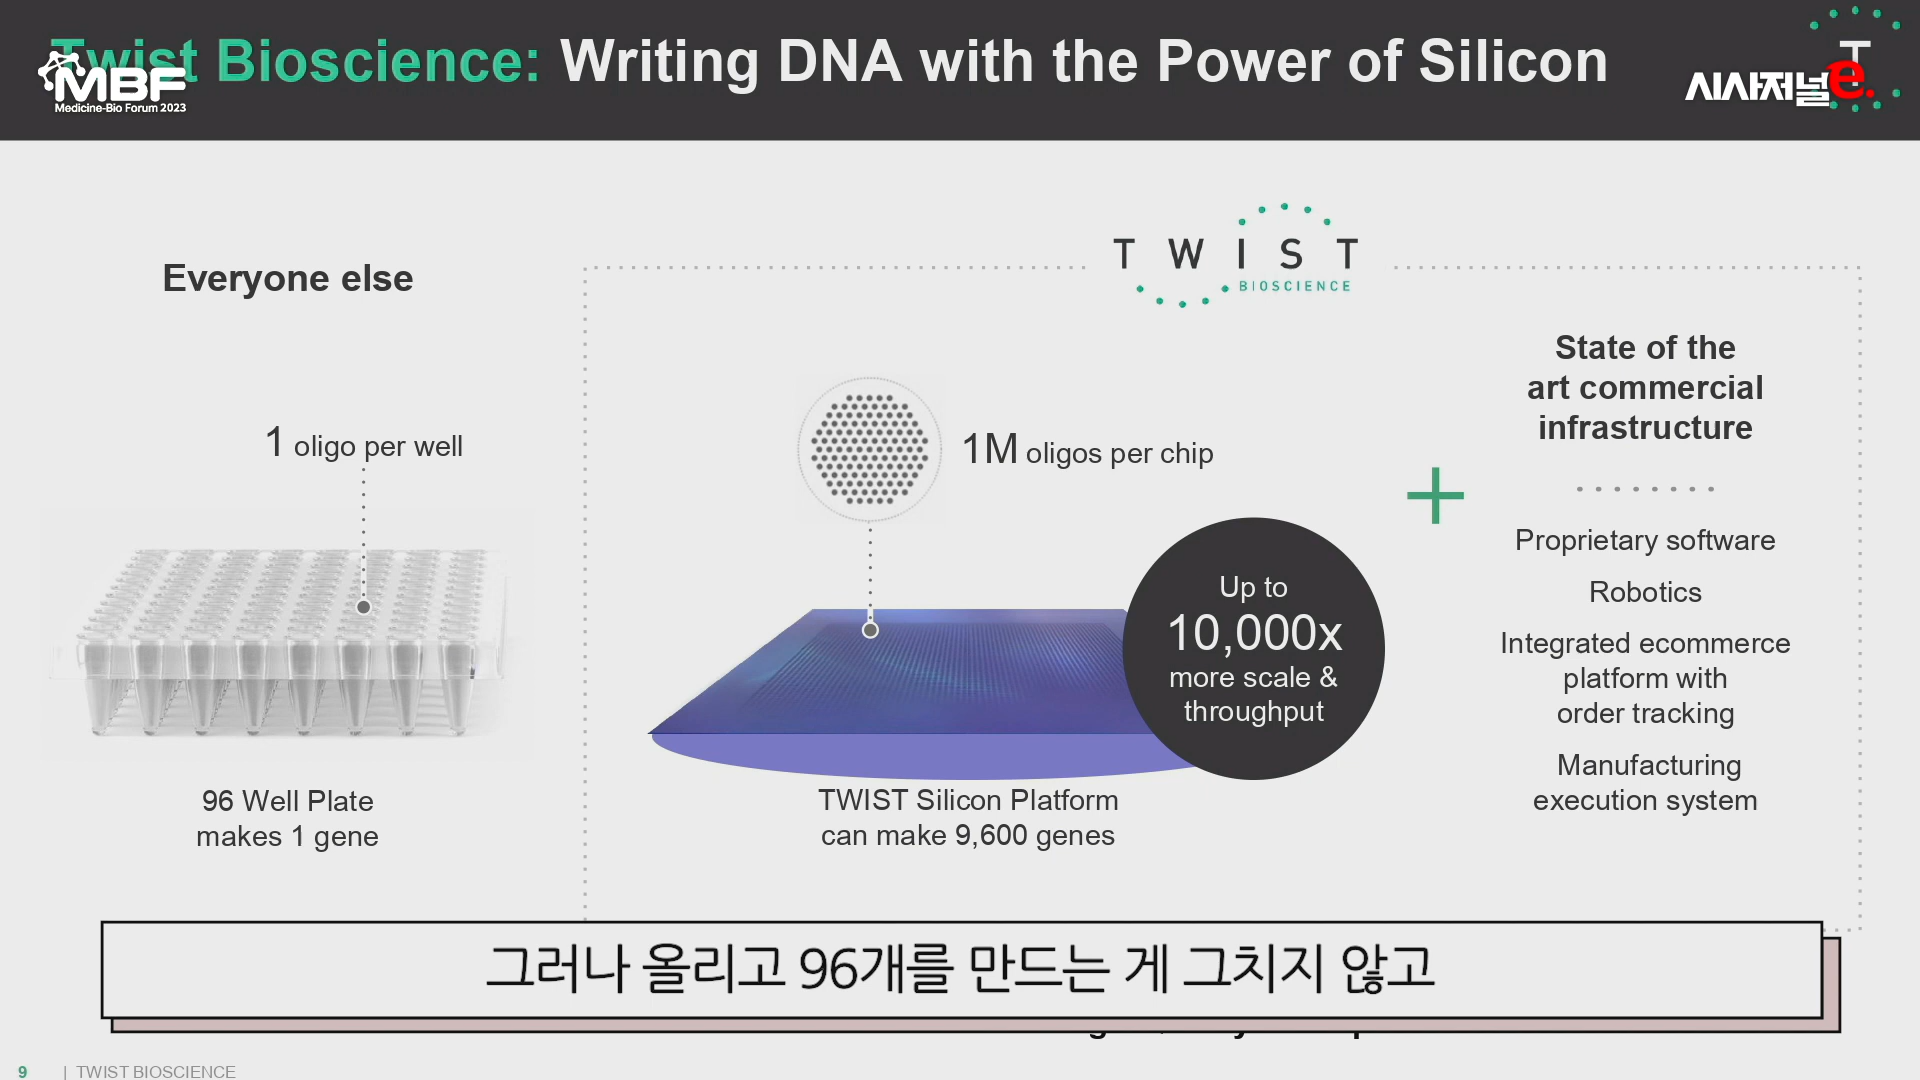 Twist Bioscience: Writing DNA with the Power of Silicon
MBF
Medicine-Bio Forum 2023
시사저널e.
T
TWIST
BIOSCIENCE
Everyone else
1 oligo per well
96 Well Plate
makes 1 gene
1M oligos per chip
Up to
10,000x
more scale &
throughput
TWIST Silicon Platform
can make 9,600 genes
+
State of the
art commercial
infrastructure
Proprietary software
Robotics
Integrated ecommerce
platform with
order tracking
Manufacturing
execution system
그러나 올리고 96개를 만드는 게 그치지 않고
9 | TWIST BIOSCIENCE